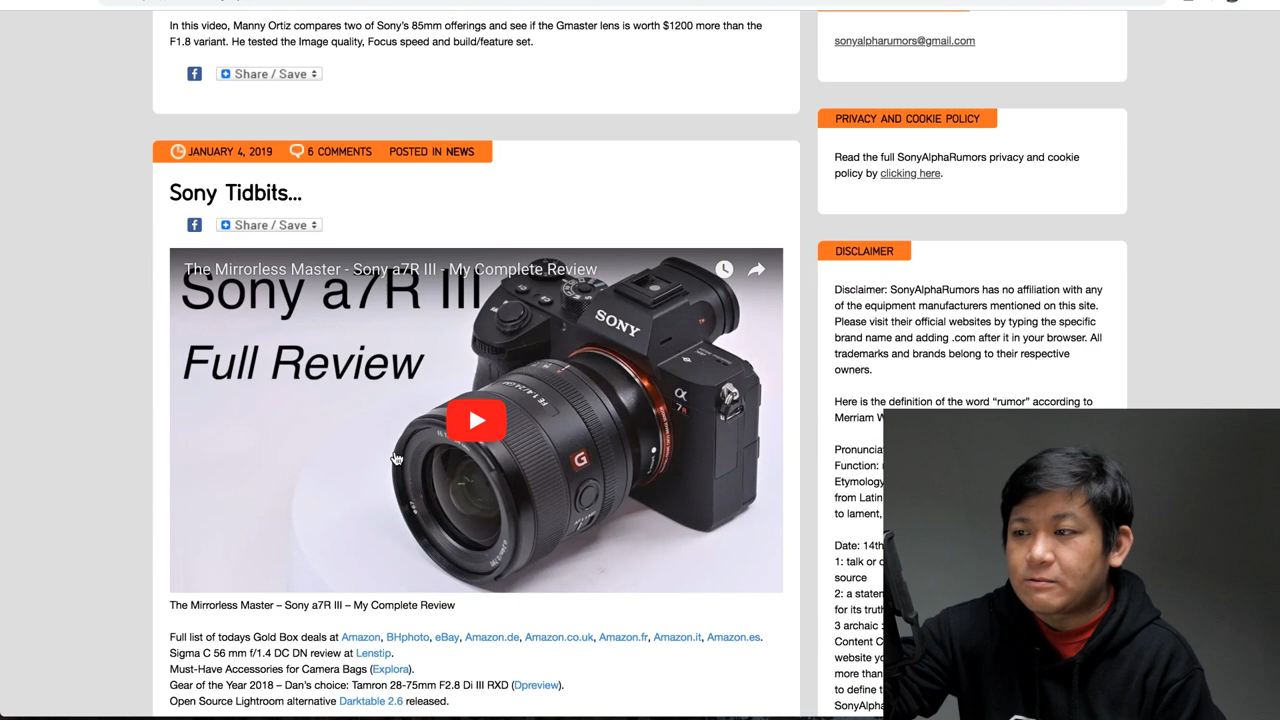 In this video, Manny Ortiz compares two of Sony's 85mm offerings and see if the Gmaster lens is worth $1200 more than the
F1.8 variant. He tested the Image quality, Focus speed and build/feature set.
Share / Save
JANUARY 4, 2019 6 COMMENTS POSTED IN NEWS
Sony Tidbits...
Share / Save
The Mirrorless Master - Sony a7R III - My Complete Review
Sony a7R III
Full Review
SONY
α
7R
FE 1.4/24 GM
G
The Mirrorless Master – Sony a7R III – My Complete Review
Full list of todays Gold Box deals at Amazon, BHphoto, eBay, Amazon.de, Amazon.co.uk, Amazon.fr, Amazon.it, Amazon.es.
Sigma C 56 mm f/1.4 DC DN review at Lenstip.
Must-Have Accessories for Camera Bags (Explora).
Gear of the Year 2018 – Dan's choice: Tamron 28-75mm F2.8 Di III RXD (Dpreview).
Open Source Lightroom alternative Darktable 2.6 released.
sonyalpharumors@gmail.com
PRIVACY AND COOKIE POLICY
Read the full SonyAlphaRumors privacy and cookie
policy by clicking here.
DISCLAIMER
Disclaimer: SonyAlphaRumors has no affiliation with any
of the equipment manufacturers mentioned on this site.
Please visit their official websites by typing the specific
brand name and adding .com after it in your browser. All
trademarks and brands belong to their respective
owners.
Here is the definition of the word “rumor” according to
Merriam
Pronunc
Function:
Etymology
from Latin
to lament,
Date: 14th
1: talk or
source
2: a state
for its trut
3 archaic :
Content C
website yo
more than
to define t
SonyAlpha